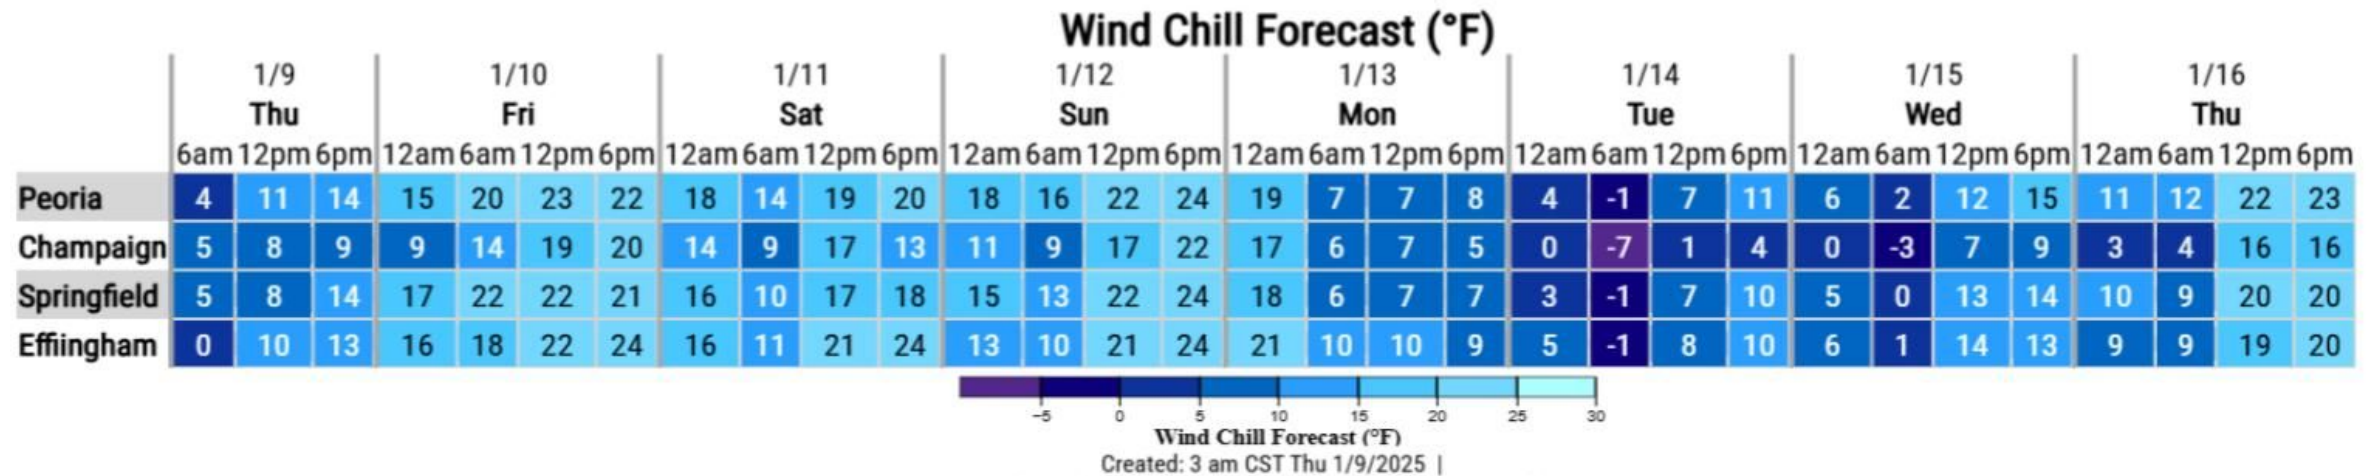 Wind Chill Forecast (°F)
1/9 1/10 1/11 1/12 1/13 1/14 1/15 1/16
Thu Fri Sat Sun Mon Tue Wed Thu
6am 12pm 6pm 12am 6am 12pm 6pm 12am 6am 12pm 6pm 12am 6am 12pm 6pm 12am 6am 12pm 6pm 12am 6am 12pm 6pm 12am 6am 12pm 6pm 12am 6am 12pm 6pm
Peoria 4 11 14 15 20 23 22 18 14 19 20 18 16 22 24 19 7 7 8 4 -1 7 11 6 2 12 15 11 12 22 23
Champaign 5 8 9 9 14 19 20 14 9 17 13 11 9 17 22 17 6 7 5 0 -7 1 4 0 -3 7 9 3 4 16 16
Springfield 5 8 14 17 22 22 21 16 10 17 18 15 13 22 24 18 6 7 7 3 -1 7 10 5 0 13 14 10 9 20 20
Effiingham 0 10 13 16 18 22 24 16 11 21 24 13 10 21 24 21 10 10 9 5 -1 8 10 6 1 14 13 9 9 19 20
−5 0 5 10 15 20 25 30
Wind Chill Forecast (°F)
Created: 3 am CST Thu 1/9/2025 |